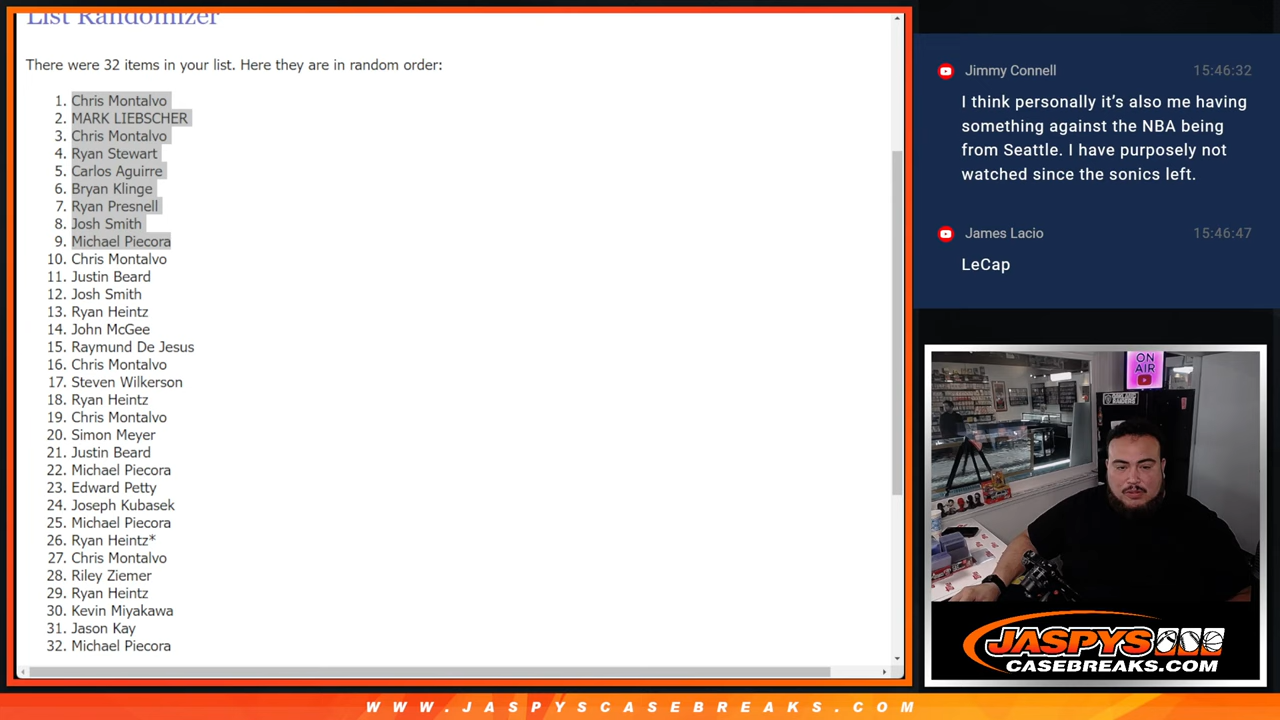 List Randomizer
There were 32 items in your list. Here they are in random order:
1. Chris Montalvo
2. MARK LIEBSCHER
3. Chris Montalvo
4. Ryan Stewart
5. Carlos Aguirre
6. Bryan Klinge
7. Ryan Presnell
8. Josh Smith
9. Michael Piecora
10. Chris Montalvo
11. Justin Beard
12. Josh Smith
13. Ryan Heintz
14. John McGee
15. Raymund De Jesus
16. Chris Montalvo
17. Steven Wilkerson
18. Ryan Heintz
19. Chris Montalvo
20. Simon Meyer
21. Justin Beard
22. Michael Piecora
23. Edward Petty
24. Joseph Kubasek
25. Michael Piecora
26. Ryan Heintz*
27. Chris Montalvo
28. Riley Ziemer
29. Ryan Heintz
30. Kevin Miyakawa
31. Jason Kay
32. Michael Piecora
Jimmy Connell 15:46:32
I think personally it's also me having
something against the NBA being
from Seattle. I have purposely not
watched since the sonics left.
James Lacio 15:46:47
LeCap
ON
AIR
JASPYS
CASEBREAKS.COM
WWW.JASPYSCASEBREAKS.COM